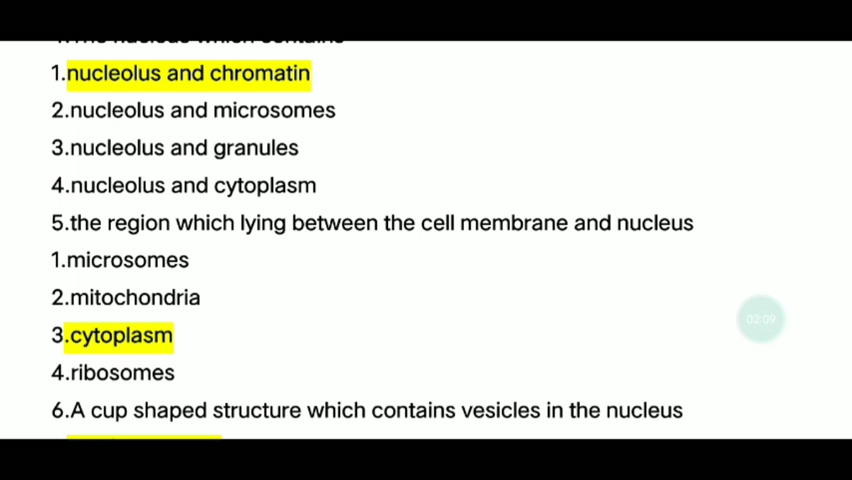 1.nucleolus and chromatin
2.nucleolus and microsomes
3.nucleolus and granules
4.nucleolus and cytoplasm
5.the region which lying between the cell membrane and nucleus
1.microsomes
2.mitochondria
02:09
3.cytoplasm
4.ribosomes
6.A cup shaped structure which contains vesicles in the nucleus